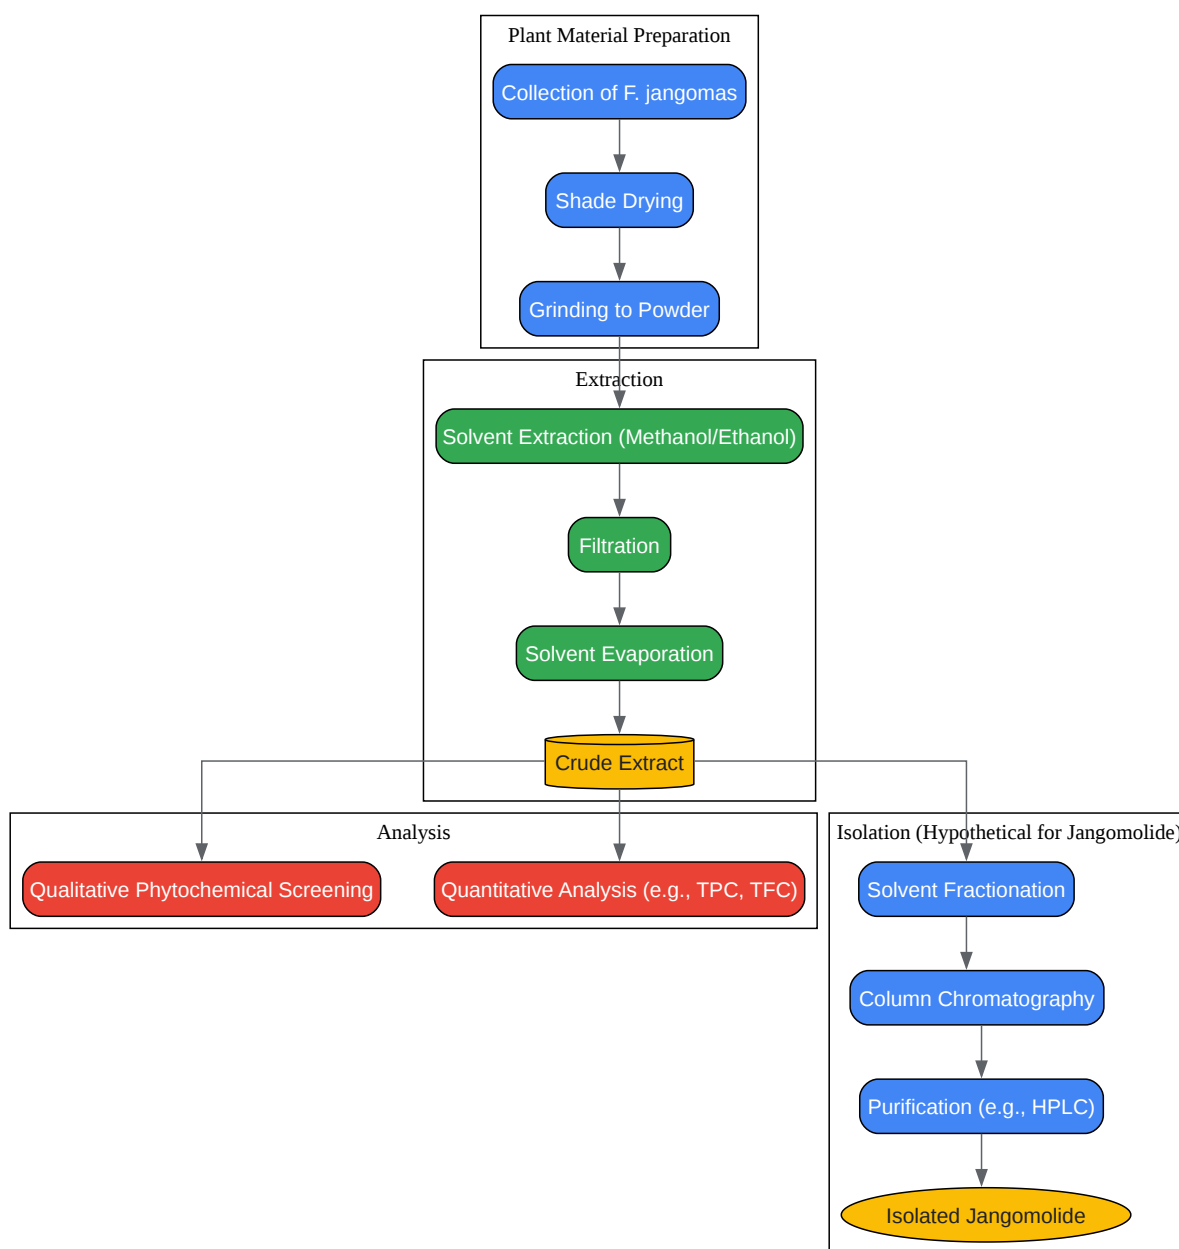 Plant Material Preparation
Collection of F. jangomas
Shade Drying
Grinding to Powder
Extraction
Solvent Extraction (Methanol/Ethanol)
Filtration
Solvent Evaporation
Crude Extract
Analysis
Qualitative Phytochemical Screening
Quantitative Analysis (e.g., TPC, TFC)
Isolation (Hypothetical for Jangomolide)
Solvent Fractionation
Column Chromatography
Purification (e.g., HPLC)
Isolated Jangomolide